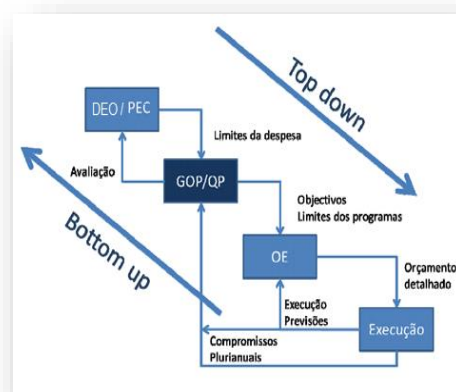 Top down
DEO / PEC
Limites da despesa
Avaliação
GOP/QP
Objectivos
Limites dos programas
Bottom up
OE
Orçamento
detalhado
Execução
Previsões
Execução
Compromissos
Plurianuais